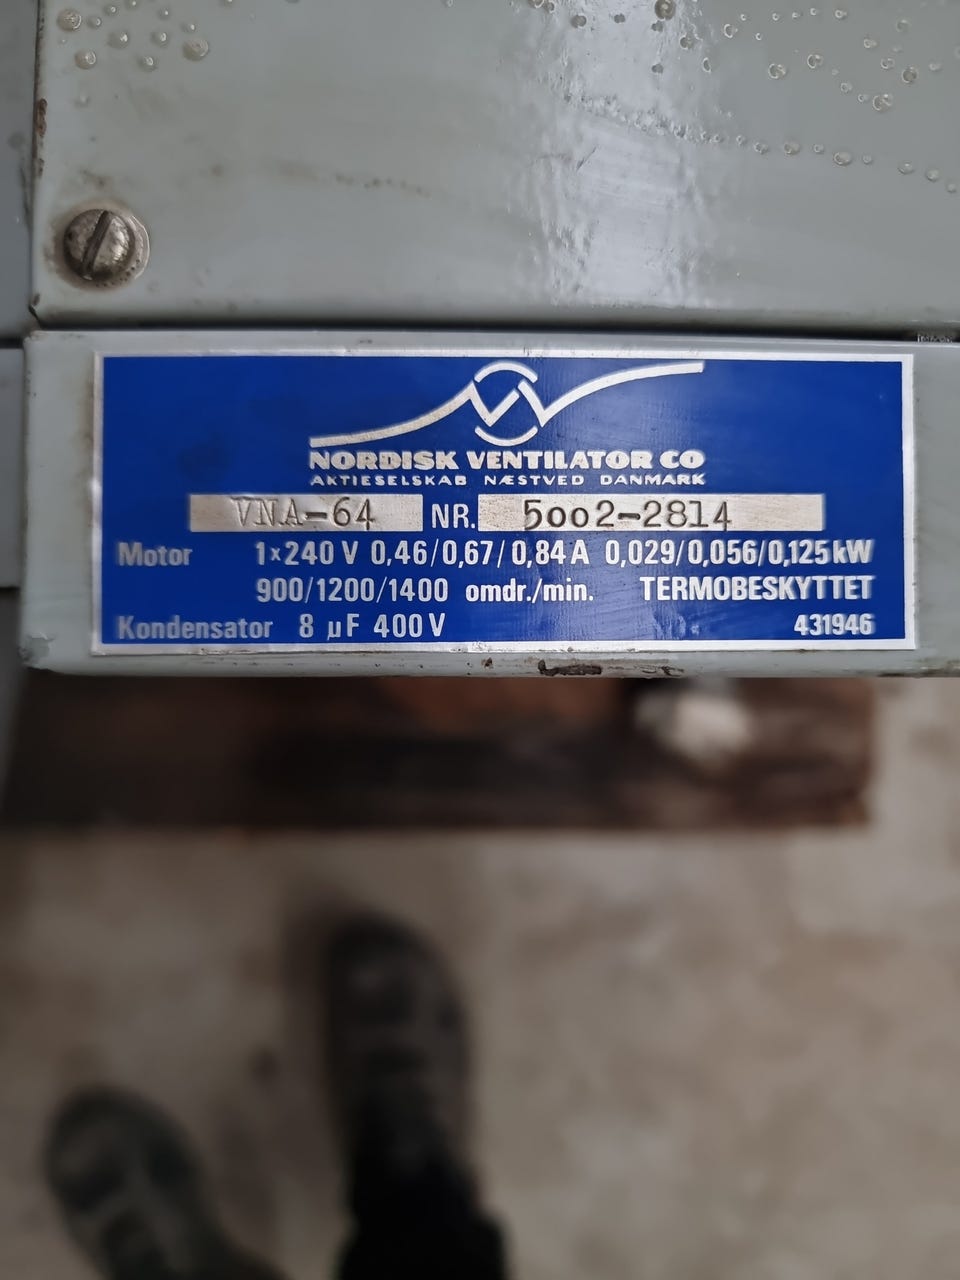 NORDISK VENTILATOR CO
AKTIESELSKAB NÆSTVED DANMARK
VNA-64 NR. 5002-2814
Motor 1×240 V 0,46/0,67/0,84 A 0,029/0,056/0,125 kW
900/1200/1400 omdr./min. TERMOBESKYTTET
Kondensator 8 µF 400 V 431946